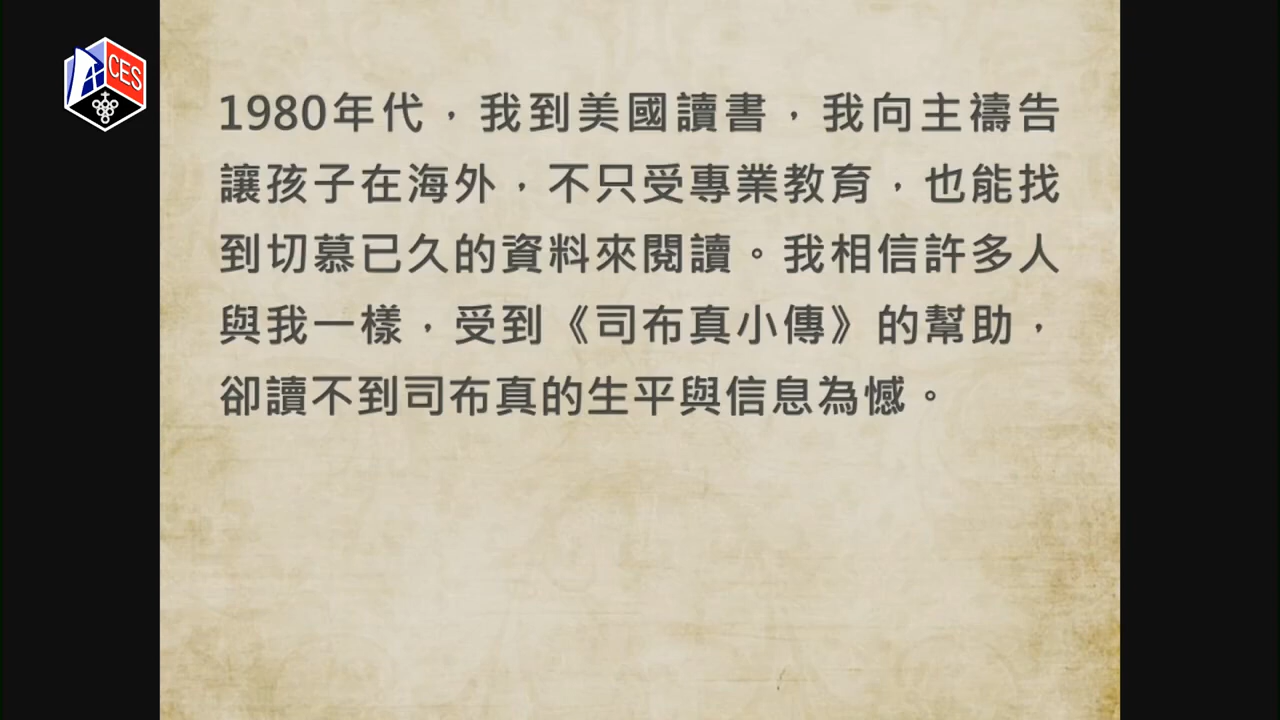 CES
1980年代，我到美國讀書，我向主禱告
讓孩子在海外，不只受專業教育，也能找
到切慕已久的資料來閱讀。我相信許多人
與我一樣，受到《司布真小傳》的幫助，
卻讀不到司布真的生平與信息為憾。